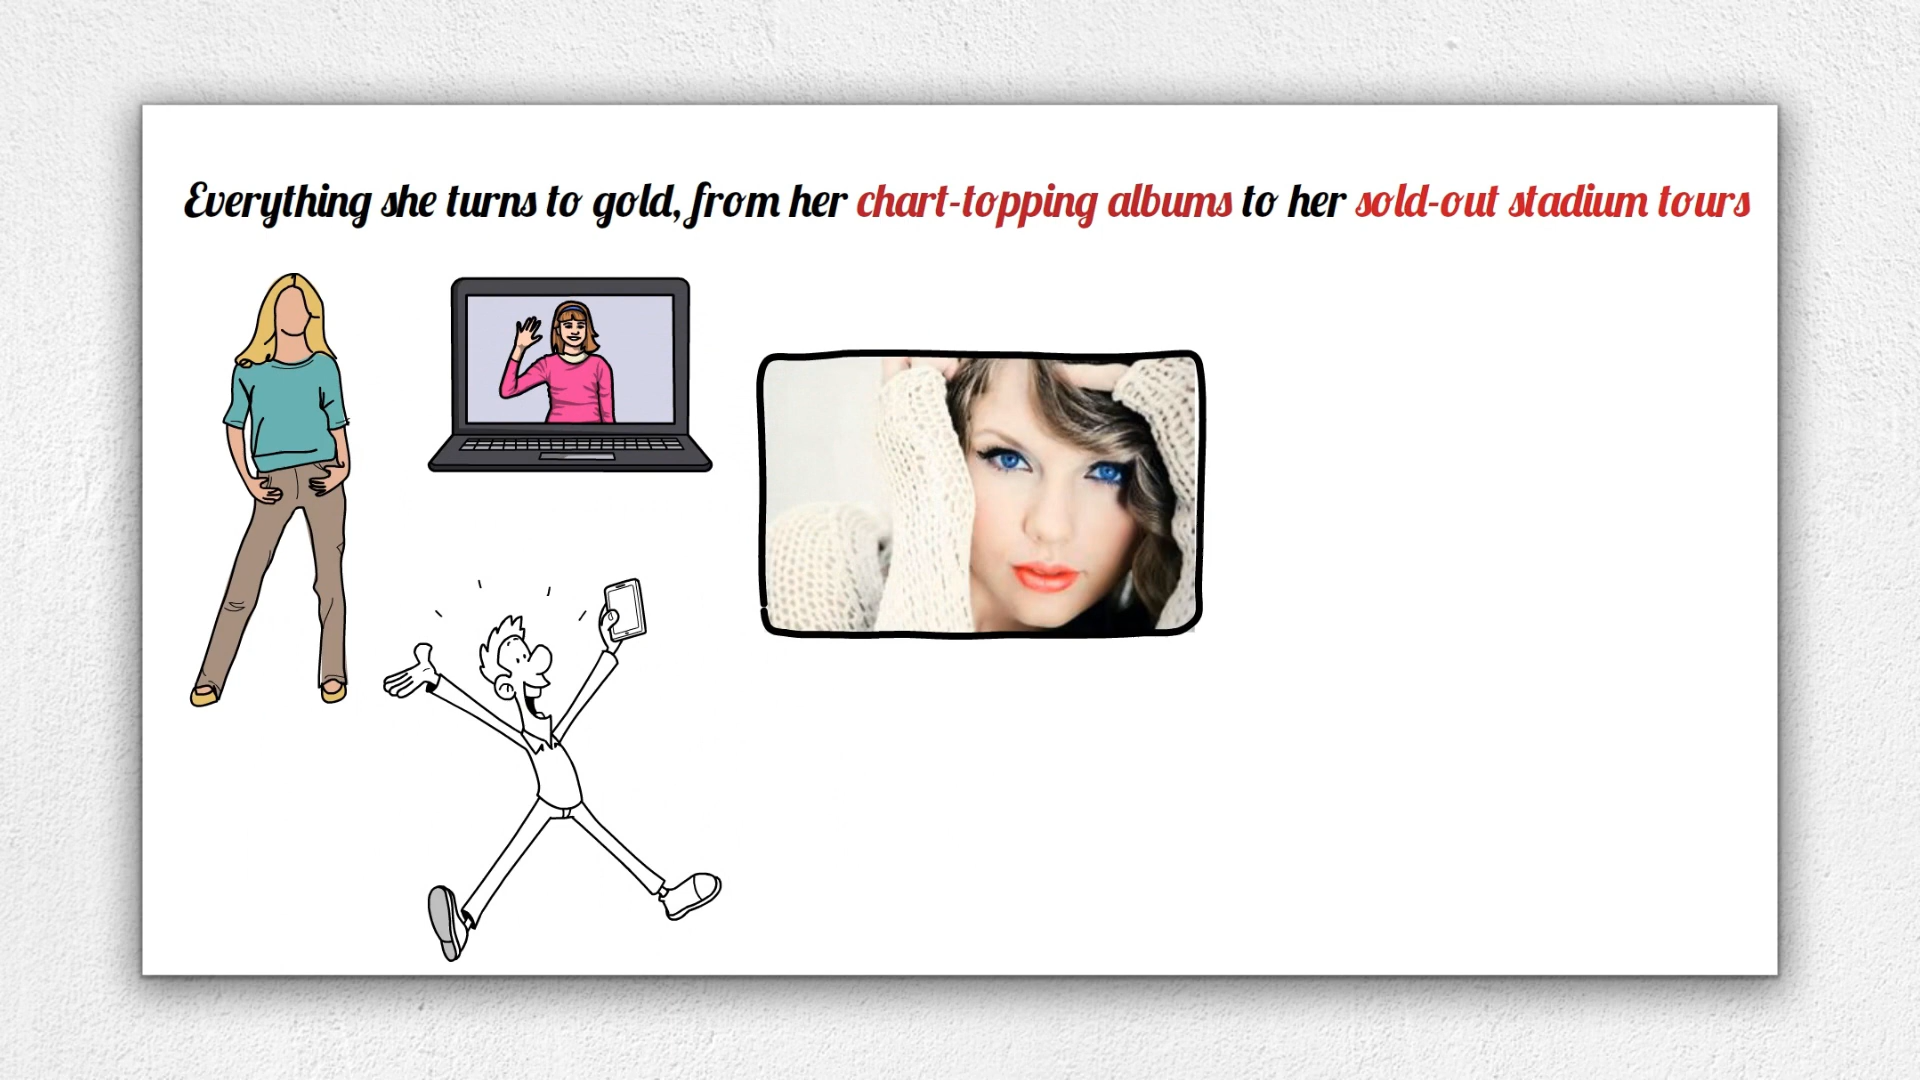 Everything she turns to gold, from her chart-topping albums to her sold-out stadium tours